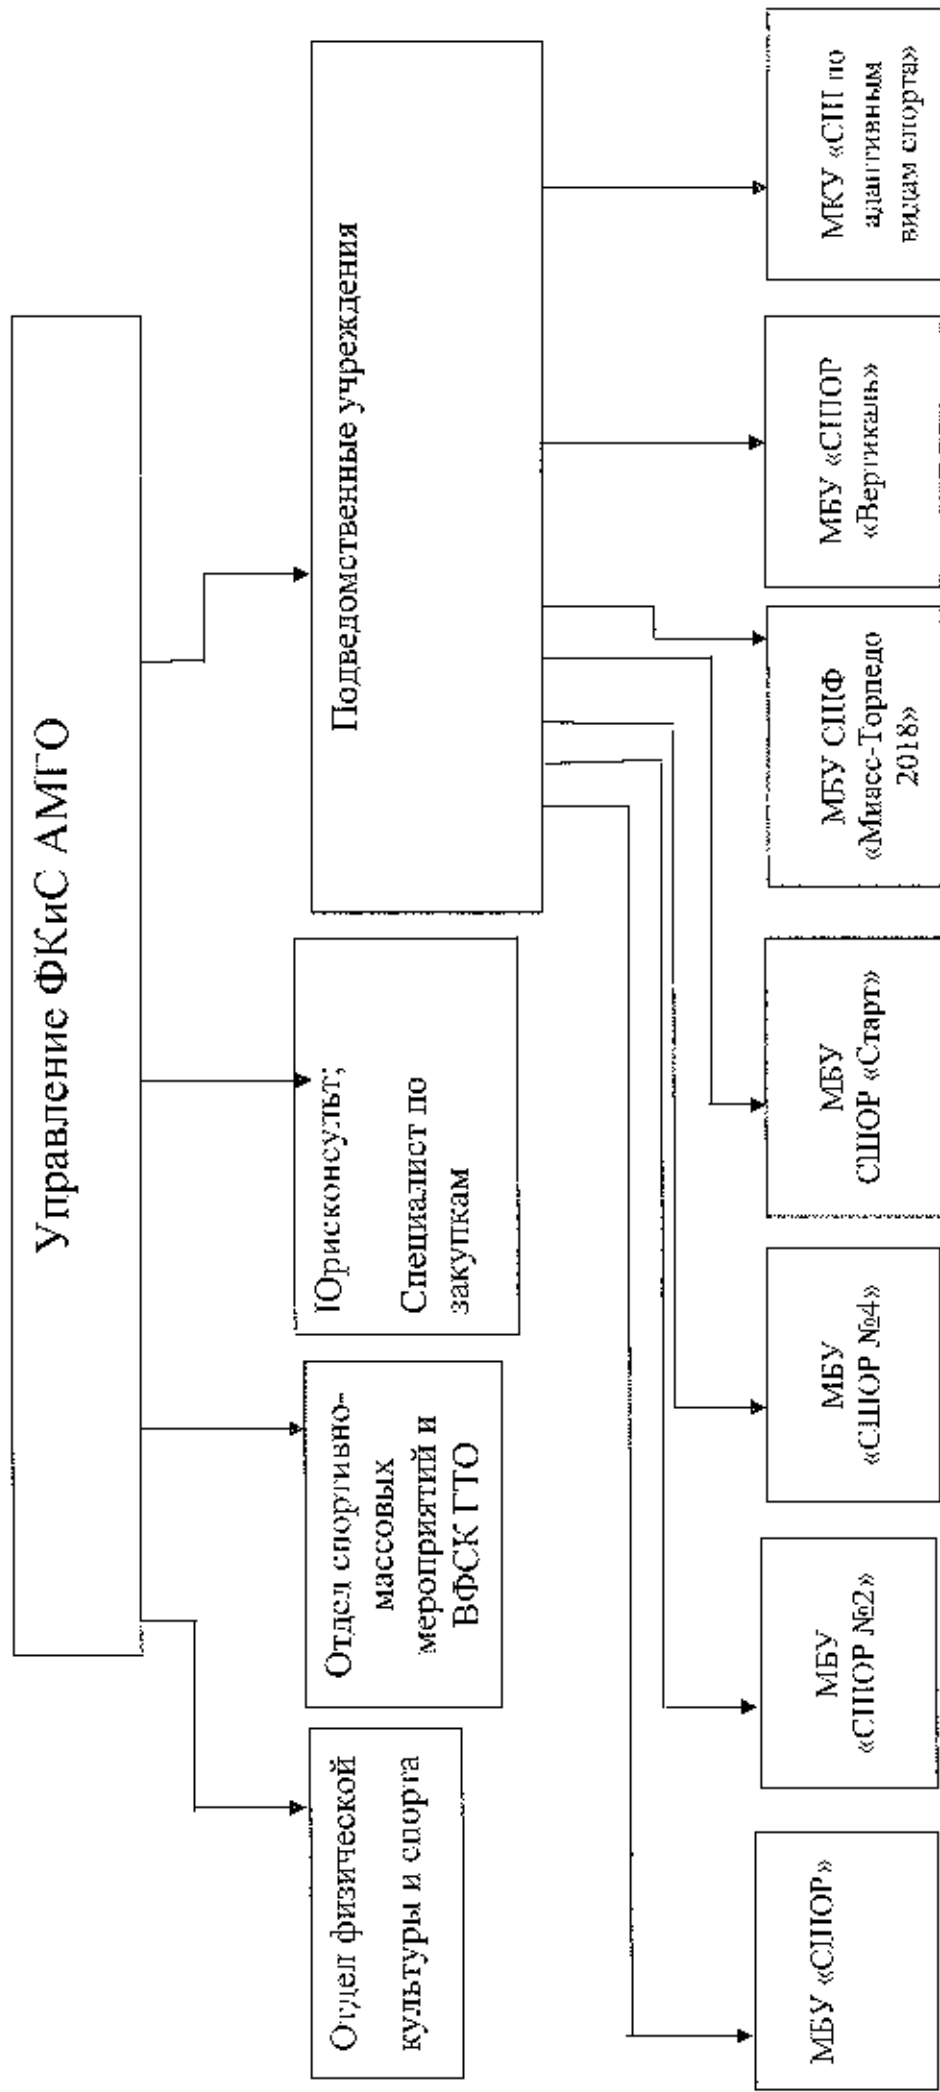 Управление ФКиС АМГО
Отдел физической
культуры и спорта
Отдел спортивно-
массовых
мероприятий и
ВФСК ГТО
Юрисконсульт;
Специалист по
закупкам
Подведомственные учреждения
МБУ «СШОР»
МБУ
«СШОР №2»
МБУ
«СШОР №4»
МБУ
СШОР «Старт»
МБУ СШФ
«Миасс-Торпедо
2018»
МБУ «СШОР
«Вертикаль»
МКУ «СШ по
адаптивным
видам спорта»